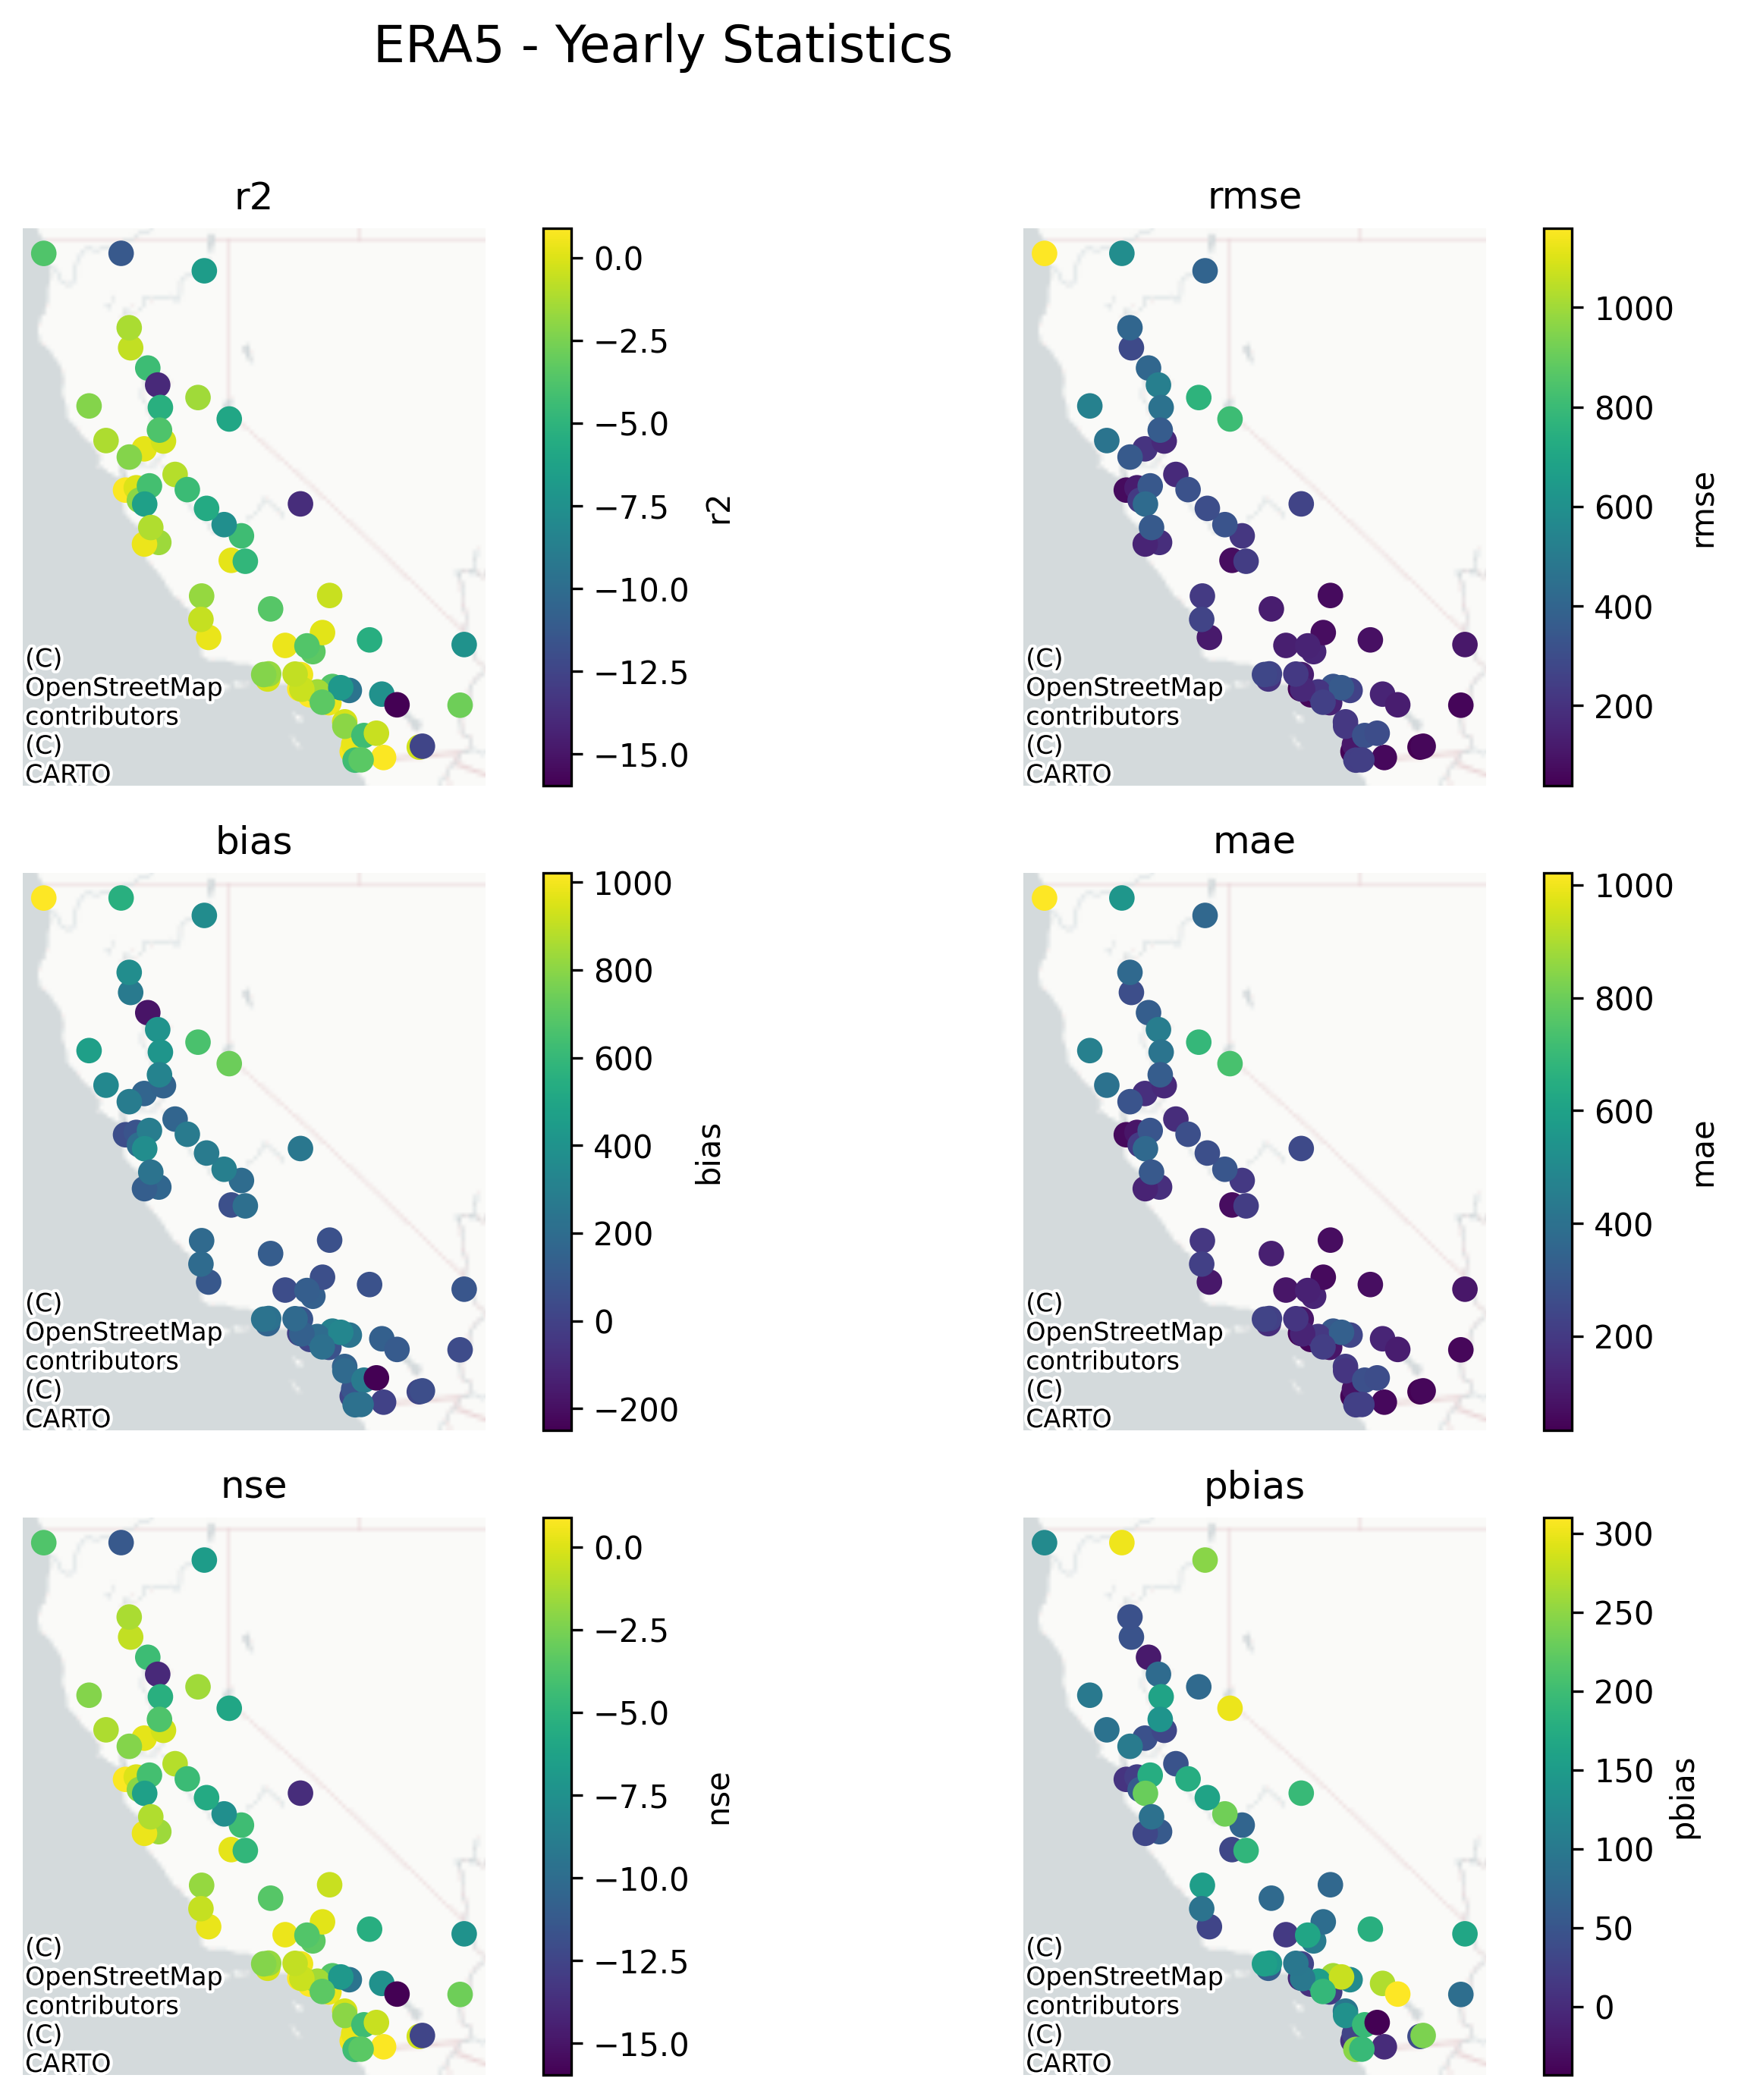 ERA5 - Yearly Statistics
r2
0.0
−2.5
−5.0
−7.5
−10.0
−12.5
−15.0
r2
(C)
OpenStreetMap
contributors
(C)
CARTO
rmse
1000
800
600
400
200
rmse
(C)
OpenStreetMap
contributors
(C)
CARTO
bias
1000
800
600
400
200
0
−200
bias
(C)
OpenStreetMap
contributors
(C)
CARTO
mae
1000
800
600
400
200
mae
(C)
OpenStreetMap
contributors
(C)
CARTO
nse
0.0
−2.5
−5.0
−7.5
−10.0
−12.5
−15.0
nse
(C)
OpenStreetMap
contributors
(C)
CARTO
pbias
300
250
200
150
100
50
0
pbias
(C)
OpenStreetMap
contributors
(C)
CARTO